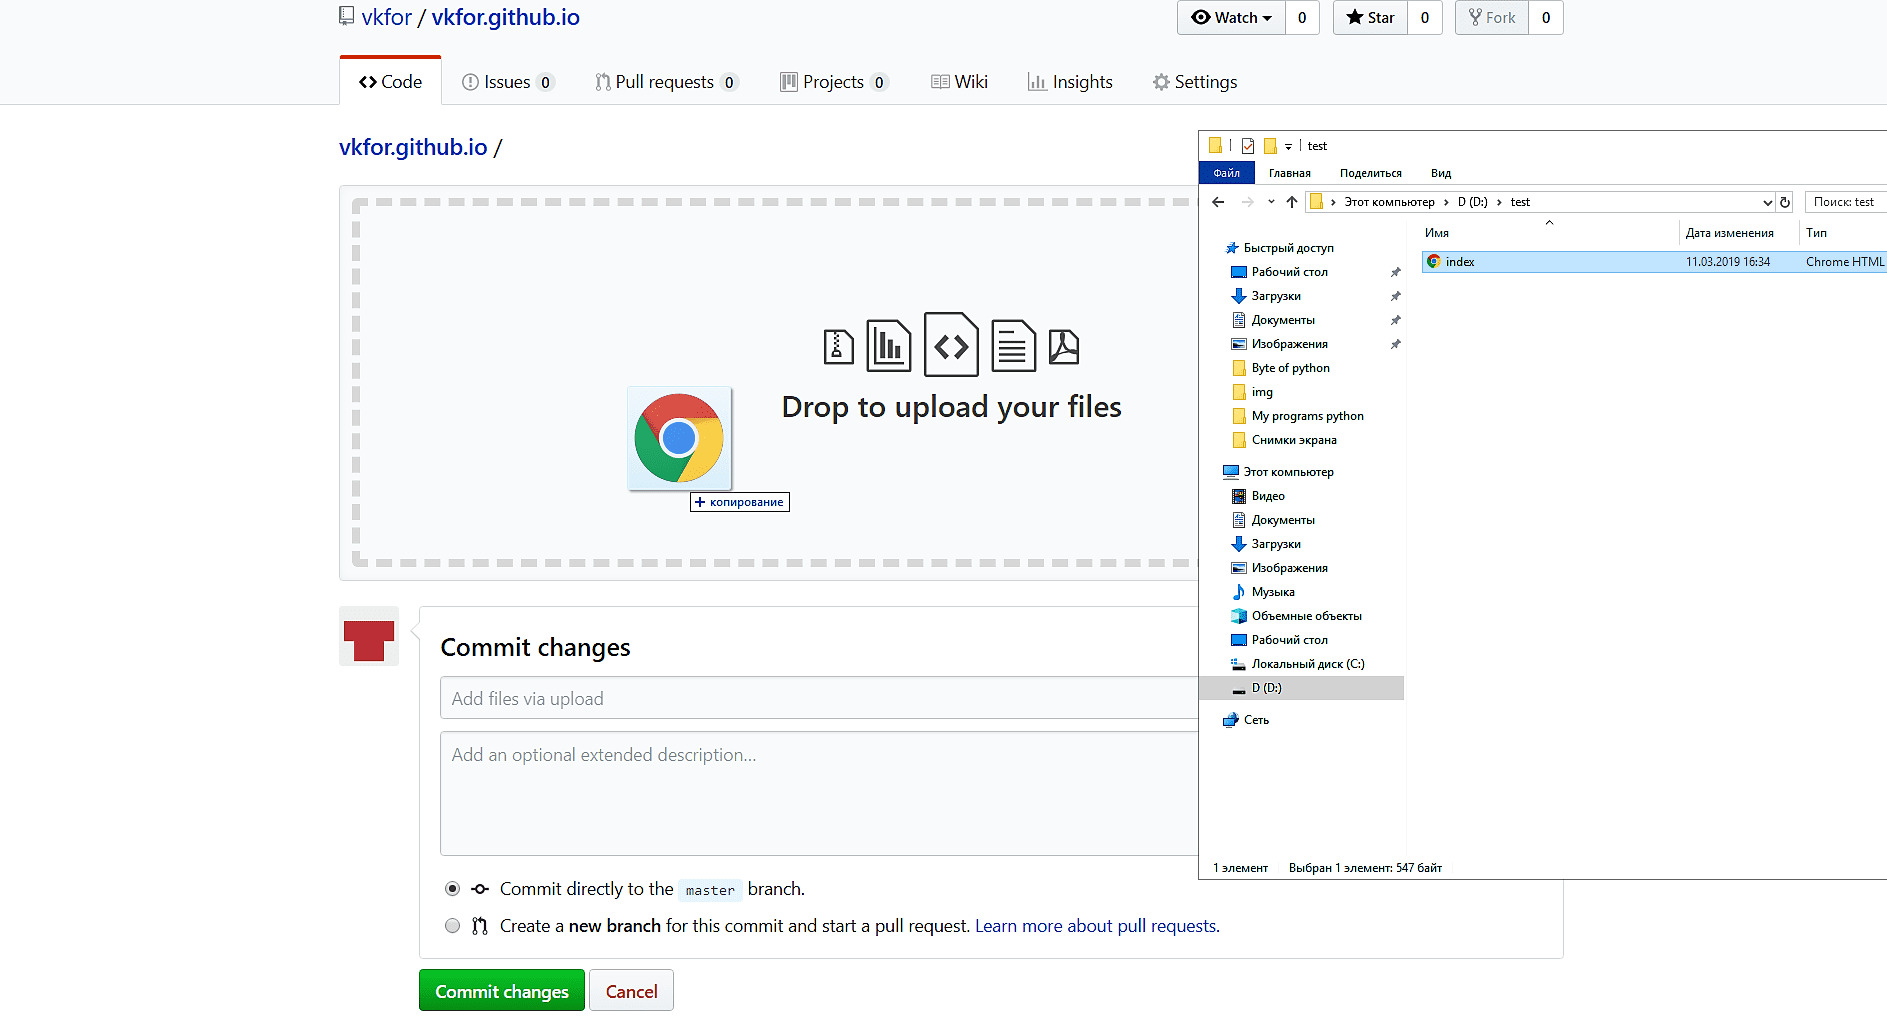 vkfor / vkfor.github.io
Watch 0 Star 0 Fork 0
Code Issues 0 Pull requests 0 Projects 0 Wiki Insights Settings
vkfor.github.io /
Drop to upload your files
+ копирование
Commit changes
Add files via upload
Add an optional extended description...
Commit directly to the master branch.
Create a new branch for this commit and start a pull request. Learn more about pull requests.
Commit changes Cancel
test
Файл Главная Поделиться Вид
Этот компьютер > D (D:) > test Поиск: test
Имя Дата изменения Тип
index 11.03.2019 16:34 Chrome HTML
Быстрый доступ
Рабочий стол
Загрузки
Документы
Изображения
Byte of python
img
My programs python
Снимки экрана
Этот компьютер
Видео
Документы
Загрузки
Изображения
Музыка
Объемные объекты
Рабочий стол
Локальный диск (C:)
D (D:)
Сеть
1 элемент Выбран 1 элемент: 547 байт